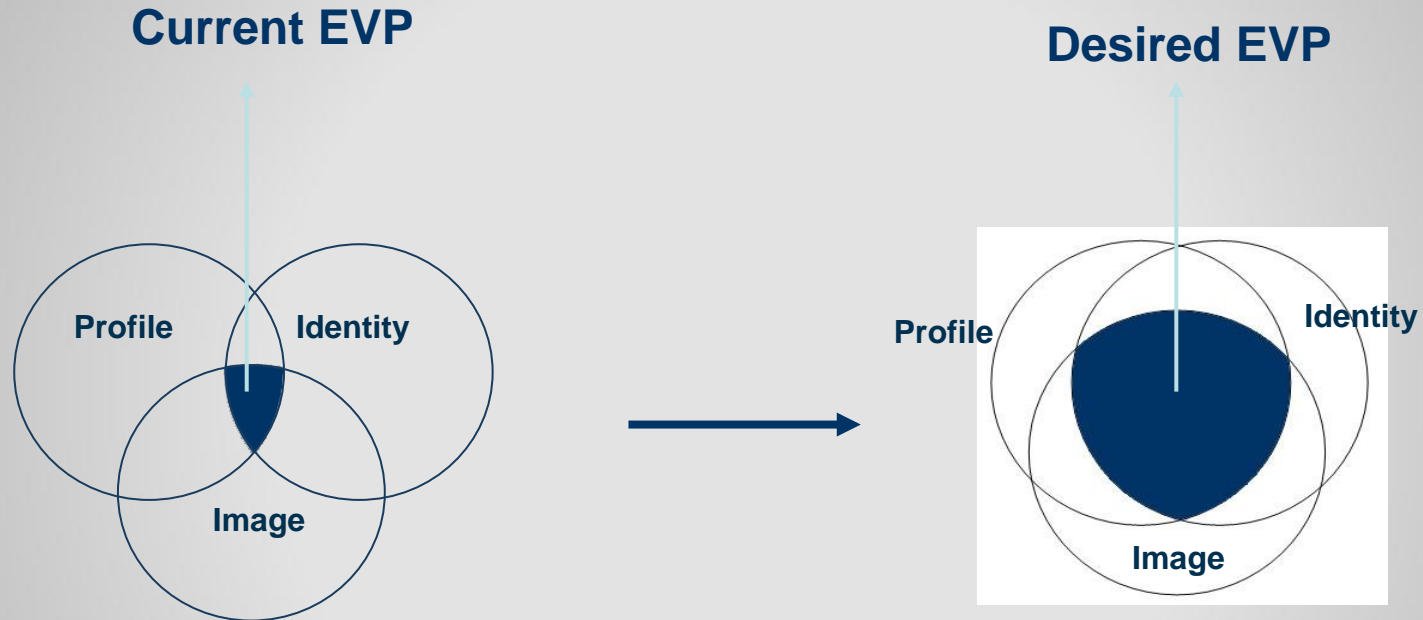 Current EVP
Desired EVP
Profile
Identity
Image
Profile
Identity
Image